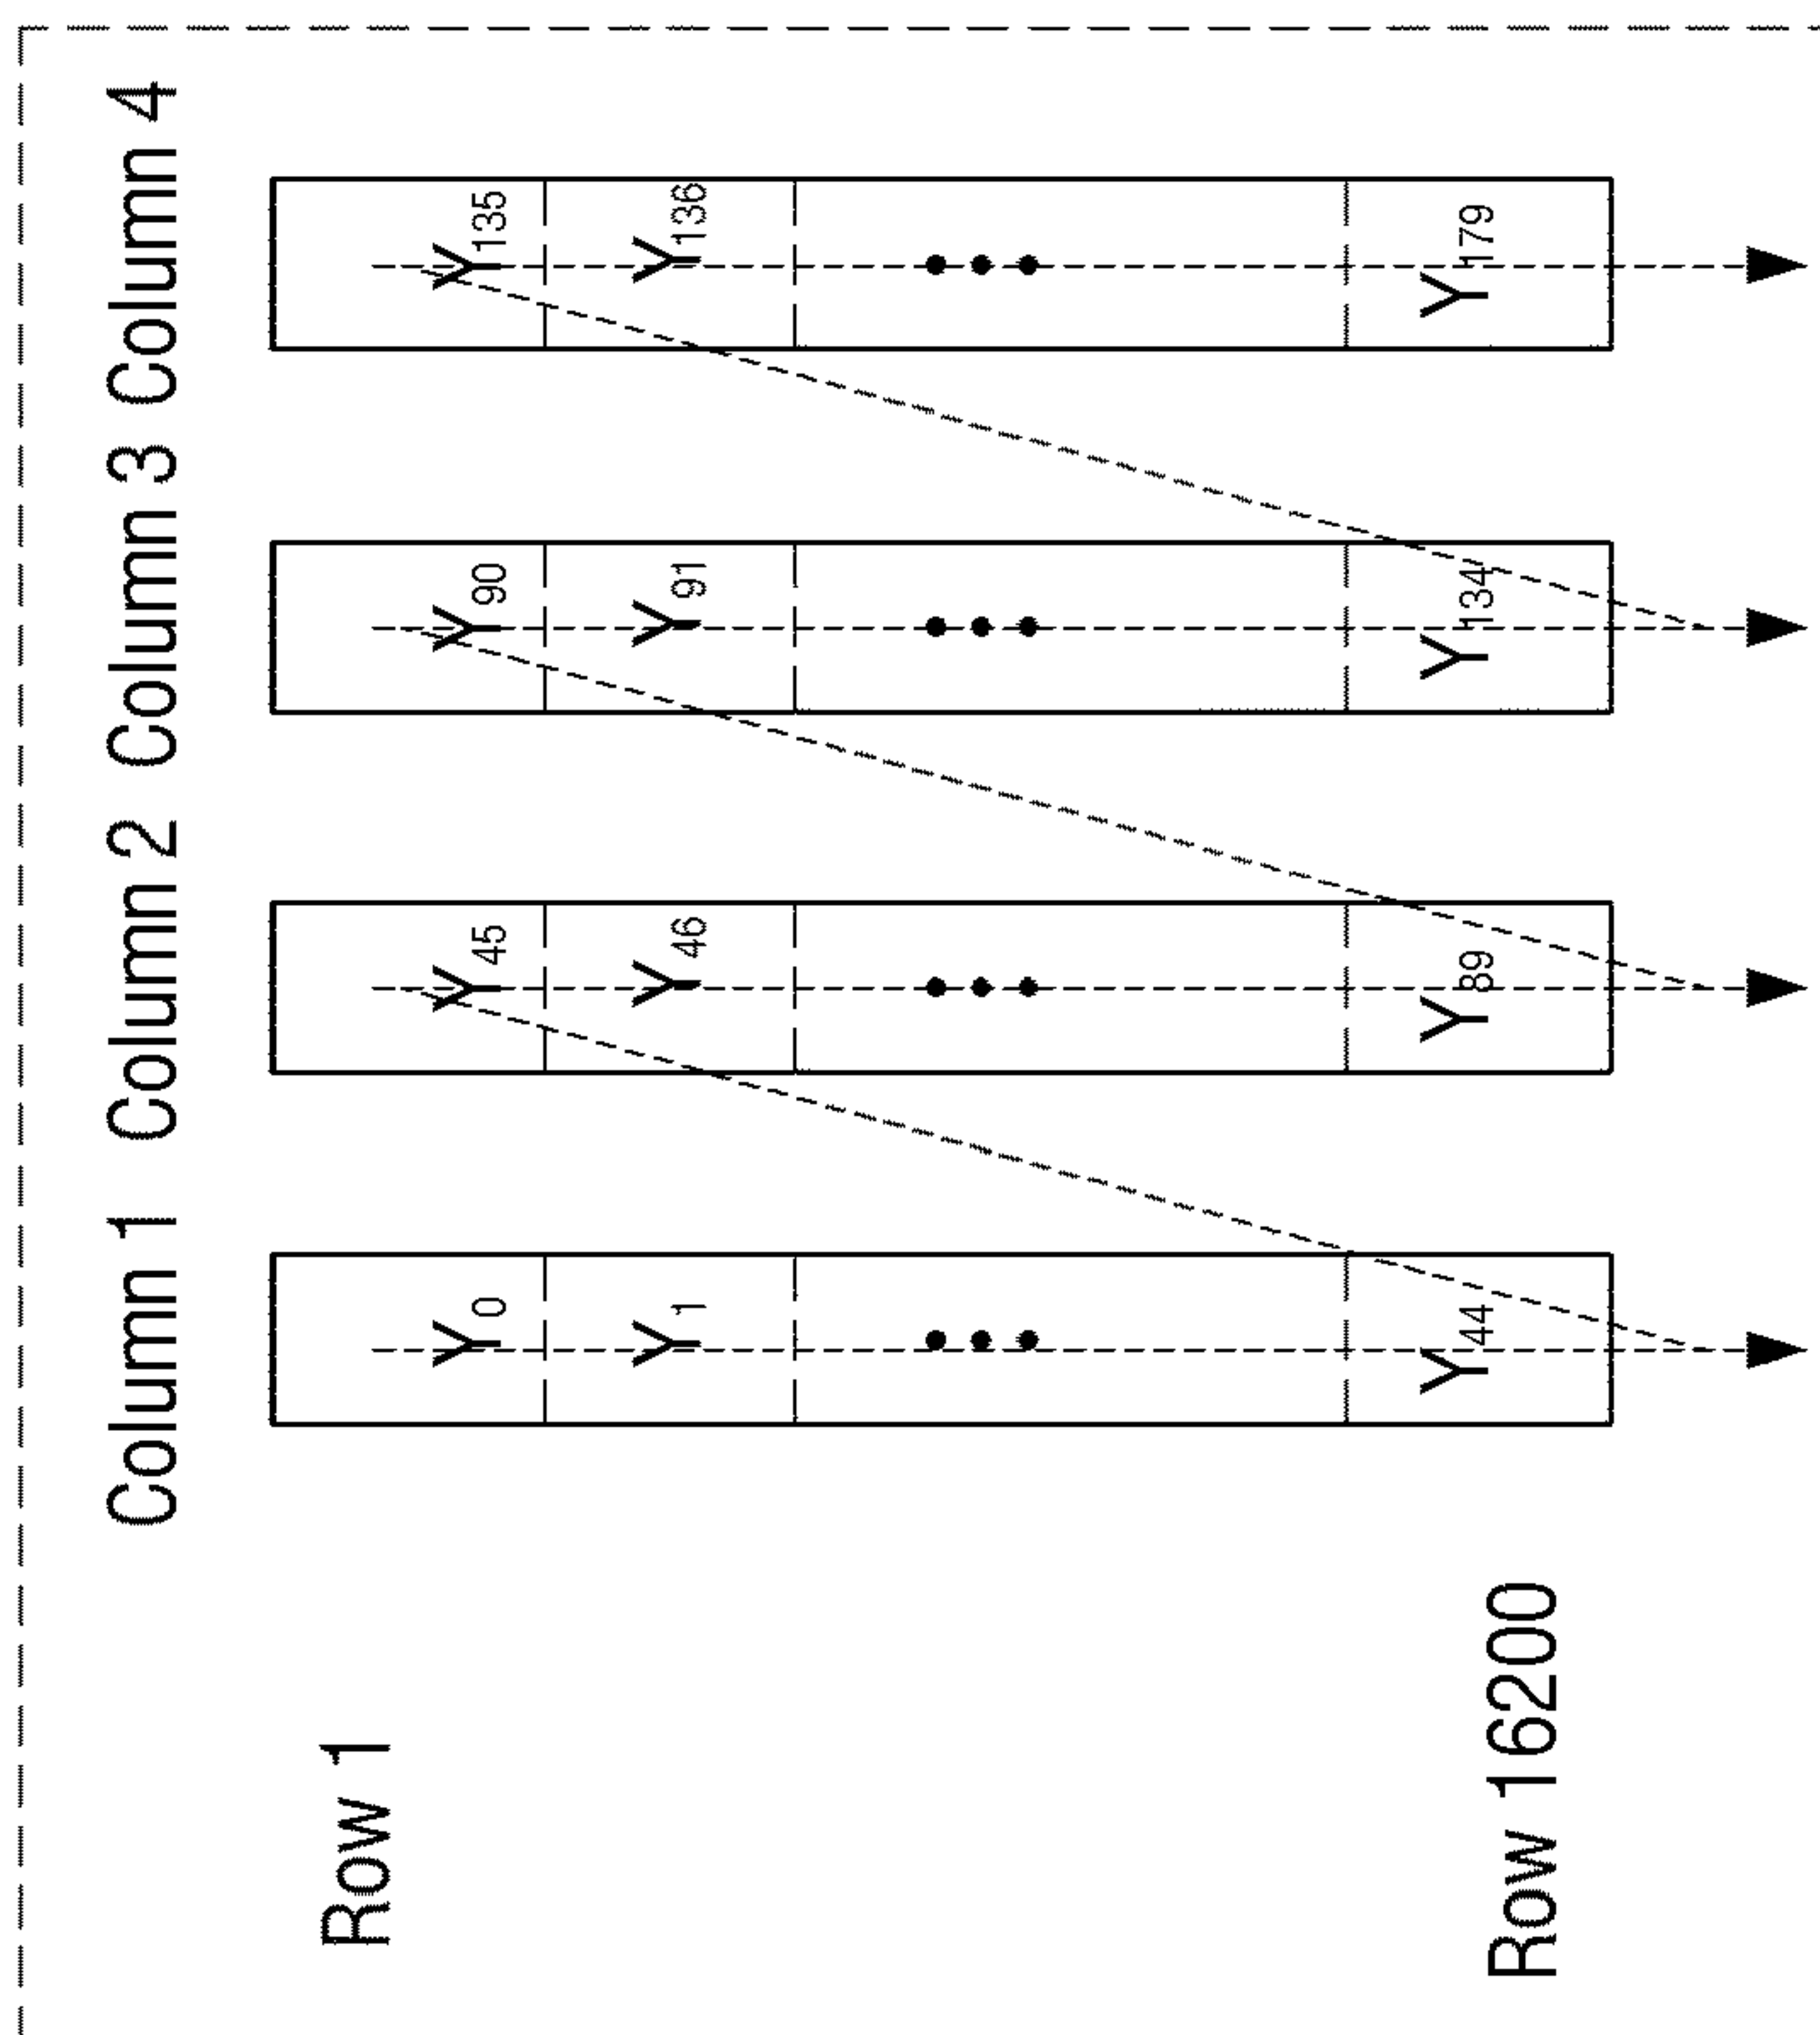 Column 1 Column 2 Column 3 Column 4
Row 1
Y0 Y45 Y90 Y135
Y1 Y46 Y91 Y136
Row 16200
Y44 Y89 Y134 Y179